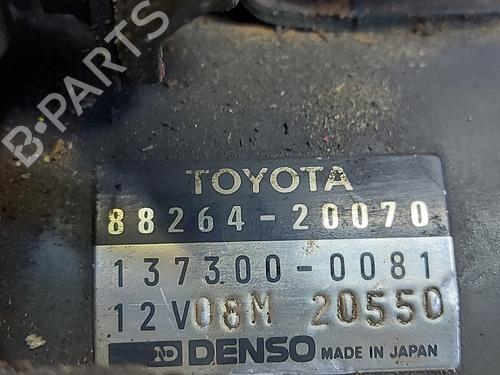 B-PARTS
TOYOTA
88264-20070
137300-0081
12V08M 20550
ND DENSO MADE IN JAPAN